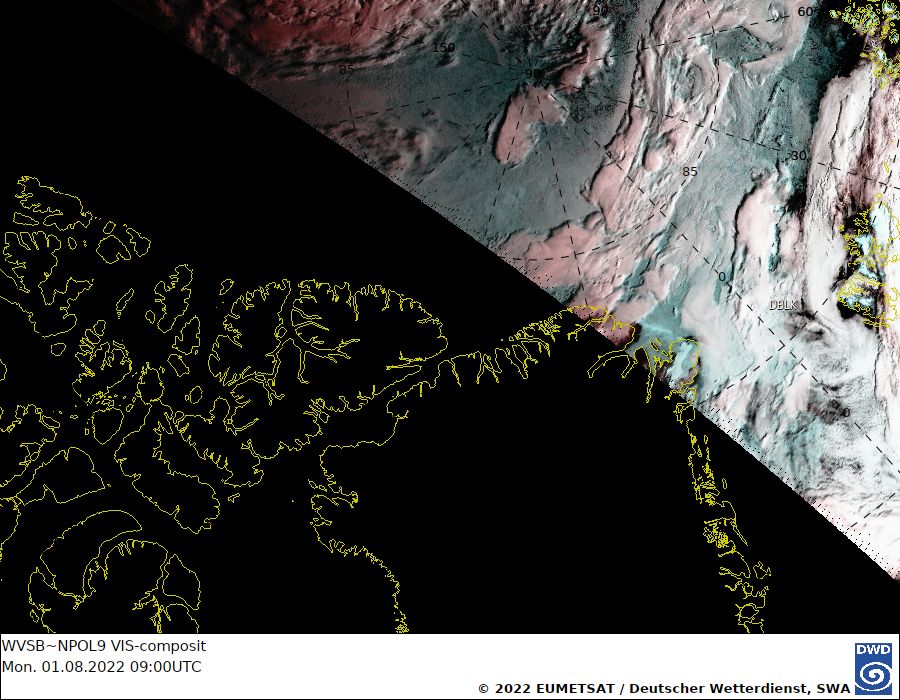 90
60
150
85
90
30
85
0
DBLK
WVSB~NPOL9 VIS-composit
Mon. 01.08.2022 09:00UTC
DWD
© 2022 EUMETSAT / Deutscher Wetterdienst, SWA